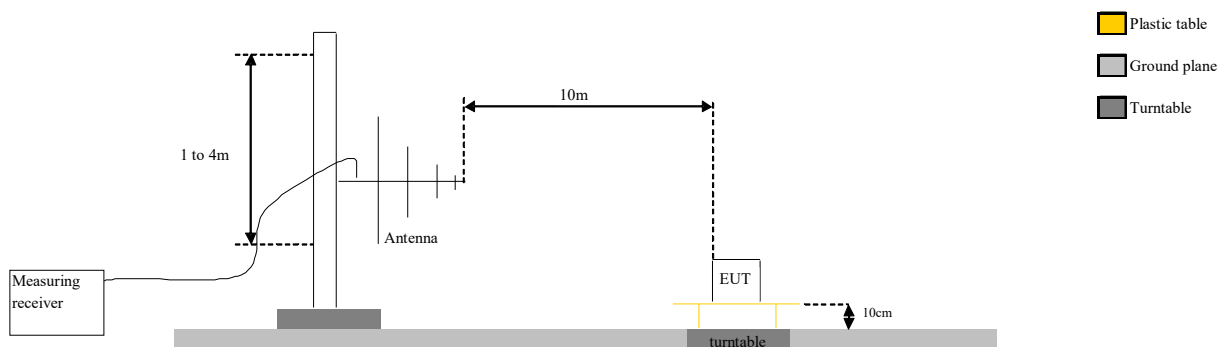 Plastic table
Ground plane
Turntable
10m
1 to 4m
Antenna
Measuring
receiver
EUT
10cm
turntable